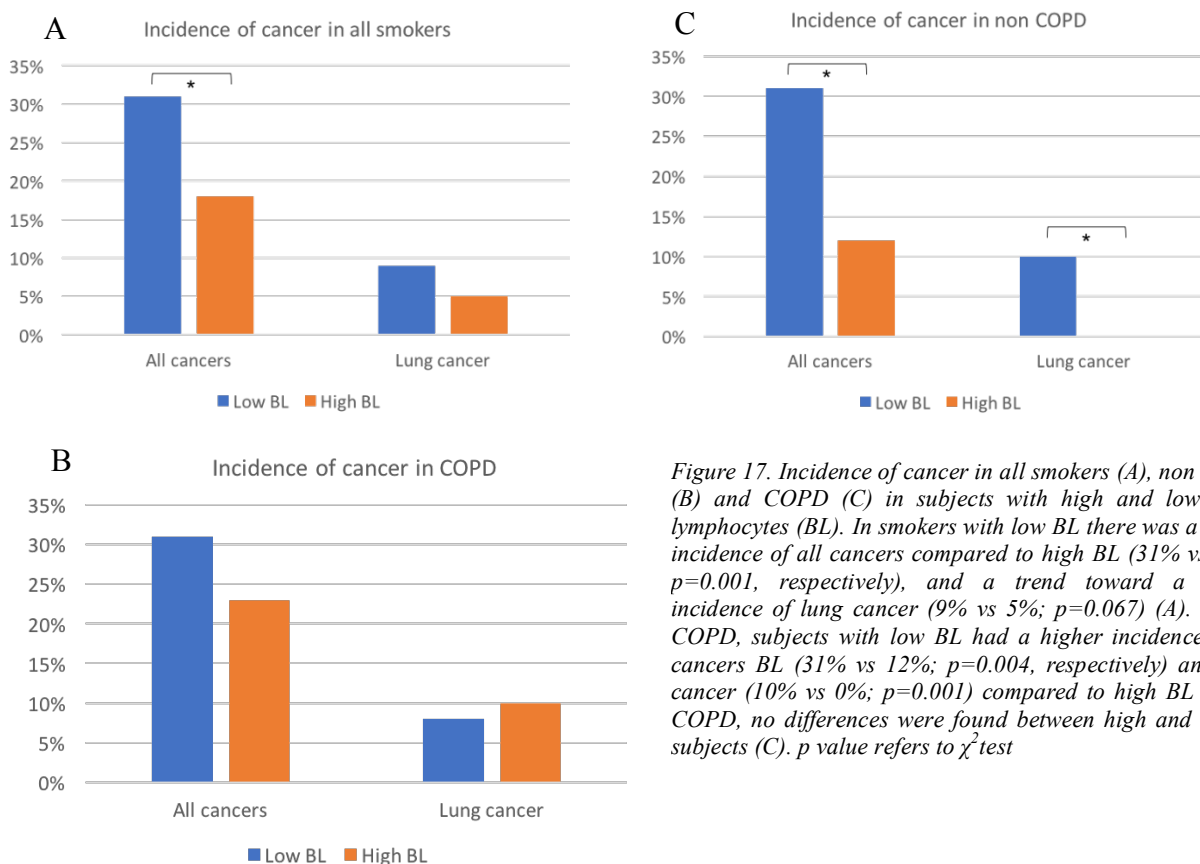 A
Incidence of cancer in all smokers
35%
30%
25%
20%
15%
10%
5%
0%
*
All cancers
Lung cancer
Low BL
High BL
B
Incidence of cancer in COPD
35%
30%
25%
20%
15%
10%
5%
0%
All cancers
Lung cancer
Low BL
High BL
C
Incidence of cancer in non COPD
35%
30%
25%
20%
15%
10%
5%
0%
*
*
All cancers
Lung cancer
Low BL
High BL
Figure 17. Incidence of cancer in all smokers (A), non
(B) and COPD (C) in subjects with high and low
lymphocytes (BL). In smokers with low BL there was a
incidence of all cancers compared to high BL (31% vs
p=0.001, respectively), and a trend toward a
incidence of lung cancer (9% vs 5%; p=0.067) (A).
COPD, subjects with low BL had a higher incidence
cancers BL (31% vs 12%; p=0.004, respectively) an
cancer (10% vs 0%; p=0.001) compared to high BL
COPD, no differences were found between high and
subjects (C). p value refers to χ² test